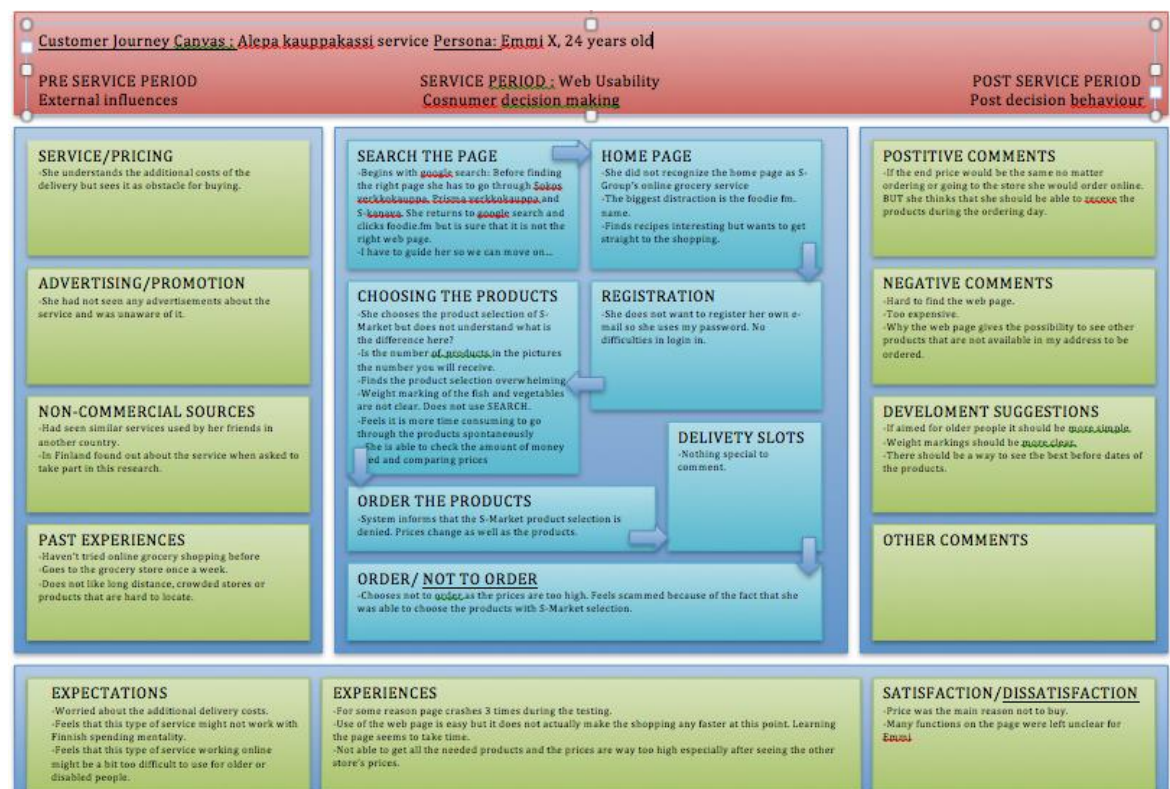 Customer Journey Canvas : Alepa kauppakassi service Persona: Emmi X, 24 years old
PRE SERVICE PERIOD
External influences
SERVICE PERIOD : Web Usability
Cosnumer decision making
POST SERVICE PERIOD
Post decision behaviour
SERVICE/PRICING
-She understands the additional costs of the
delivery but sees it as obstacle for buying.
ADVERTISING/PROMOTION
-She had not seen any advertisements about the
service and was unaware of it.
NON-COMMERCIAL SOURCES
-Had seen similar services used by her friends in
another country.
-In Finland found out about the service when asked to
take part in this research.
PAST EXPERIENCES
-Haven't tried online grocery shopping before
-Goes to the grocery store once a week.
-Does not like long distance, crowded stores or
products that are hard to locate.
SEARCH THE PAGE
-Begins with google search: Before finding
the right page she has to go through Sokos
verkkokauppa, Prisma verkkokauppa and
S-kanava. She returns to google search and
clicks foodie.fm but is sure that it is not the
right web page.
-I have to guide her so we can move on...
HOME PAGE
-She did not recognize the home page as S-
Group's online grocery service
-The biggest distraction is the foodie fm.
name.
-Finds recipes interesting but wants to get
straight to the shopping.
REGISTRATION
-She does not want to register her own e-
mail so she uses my password. No
difficulties in login in.
CHOOSING THE PRODUCTS
-She chooses the product selection of S-
Market but does not understand what is
the difference here?
-Is the number of products in the pictures
the number you will receive.
-Finds the product selection overwhelming
-Weight marking of the fish and vegetables
are not clear. Does not use SEARCH.
-Feels it is more time consuming to go
through the products spontaneously
She is able to check the amount of money
ed and comparing prices
ORDER THE PRODUCTS
-System informs that the S-Market product selection is
denied. Prices change as well as the products.
DELIVETY SLOTS
-Nothing special to
comment.
ORDER/ NOT TO ORDER
-Chooses not to order as the prices are too high. Feels scammed because of the fact that she
was able to choose the products with S-Market selection.
POSTITIVE COMMENTS
-If the end price would be the same no matter
ordering or going to the store she would order online.
BUT she thinks that she should be able to receve the
products during the ordering day.
NEGATIVE COMMENTS
-Hard to find the web page.
-Too expensive.
-Why the web page gives the possibility to see other
products that are not available in my address to be
ordered.
DEVELOMENT SUGGESTIONS
-If aimed for older people it should be more simple.
-Weight markings should be more clear.
-There should be a way to see the best before dates of
the products.
OTHER COMMENTS
EXPECTATIONS
-Worried about the additional delivery costs.
-Feels that this type of service might not work with
Finnish spending mentality.
-Feels that this type of service working online
might be a bit too difficult to use for older or
disabled people.
EXPERIENCES
-For some reason page crashes 3 times during the testing.
-Use of the web page is easy but it does not actually make the shopping any faster at this point. Learning
the page seems to take time.
-Not able to get all the needed products and the prices are way too high especially after seeing the other
store's prices.
SATISFACTION/DISSATISFACTION
-Price was the main reason not to buy.
-Many functions on the page were left unclear for
Emmi